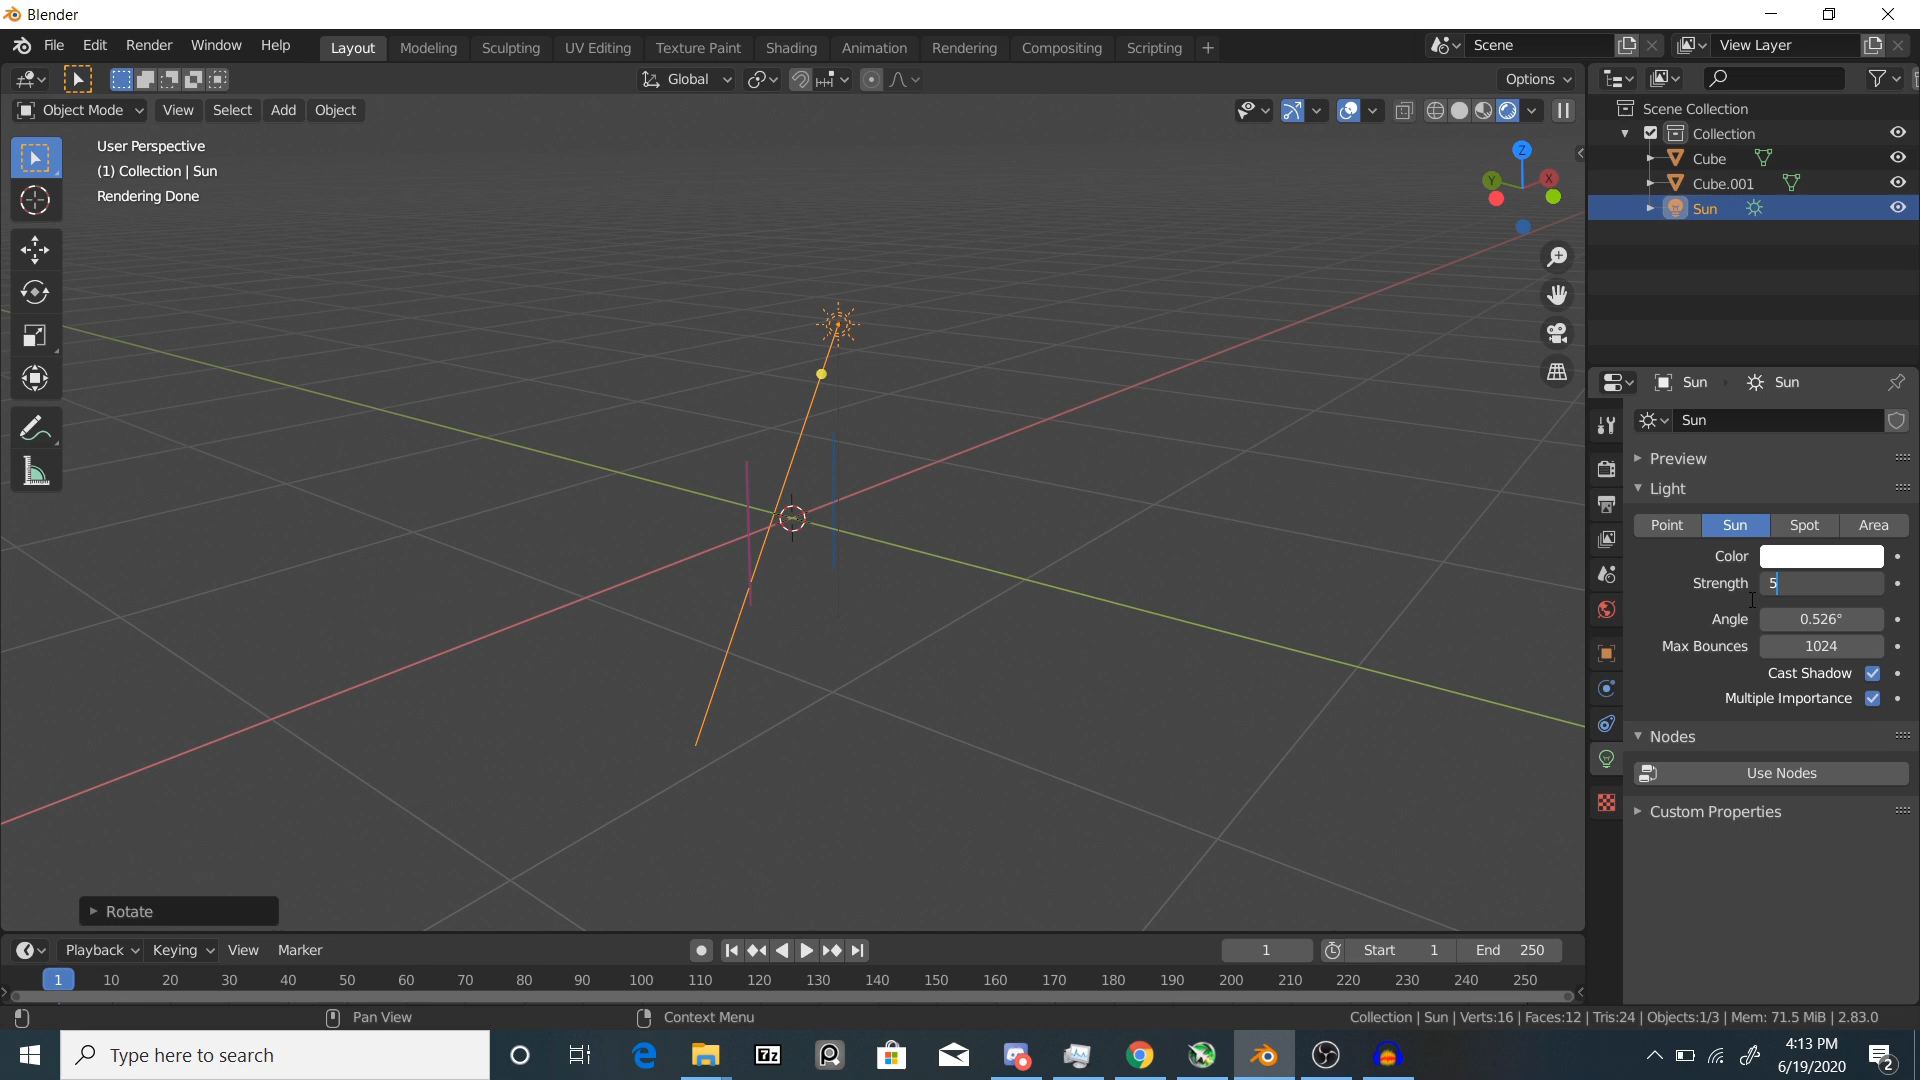 Blender
File Edit Render Window Help Layout Modeling Sculpting UV Editing Texture Paint Shading Animation Rendering Compositing Scripting + Scene View Layer
Global Options
Object Mode View Select Add Object
User Perspective
(1) Collection | Sun
Rendering Done
Z
Y X
Scene Collection
Collection
Cube
Cube.001
Sun
Sun Sun
Sun
Preview
Light
Point Sun Spot Area
Color
Strength 5
Angle 0.526°
Max Bounces 1024
Cast Shadow
Multiple Importance
Nodes
Use Nodes
Custom Properties
Rotate
Playback Keying View Marker 1 Start 1 End 250
1 10 20 30 40 50 60 70 80 90 100 110 120 130 140 150 160 170 180 190 200 210 220 230 240 250
Pan View Context Menu Collection | Sun | Verts:16 | Faces:12 | Tris:24 | Objects:1/3 | Mem: 71.5 MiB | 2.83.0
Type here to search 7z 4:13 PM
6/19/2020 2